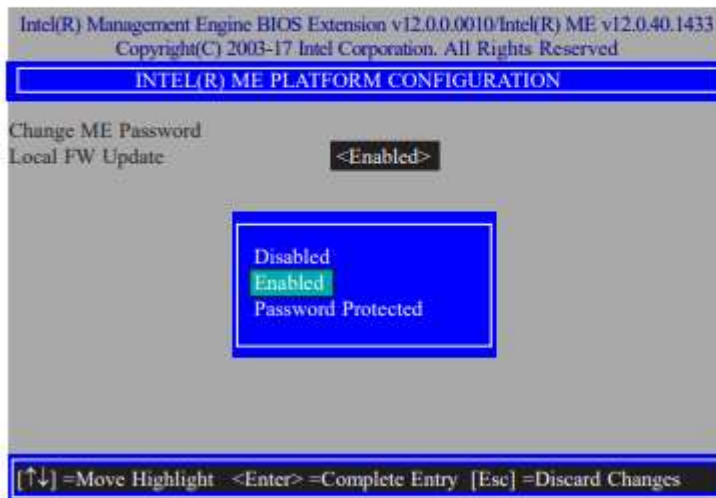 Intel(R) Management Engine BIOS Extension v12.0.0.0010/Intel(R) ME v12.0.40.1433
Copyright(C) 2003-17 Intel Corporation. All Rights Reserved
INTEL(R) ME PLATFORM CONFIGURATION
Change ME Password
Local FW Update <Enabled>
Disabled
Enabled
Password Protected
[↑↓] =Move Highlight <Enter> =Complete Entry [Esc] =Discard Changes